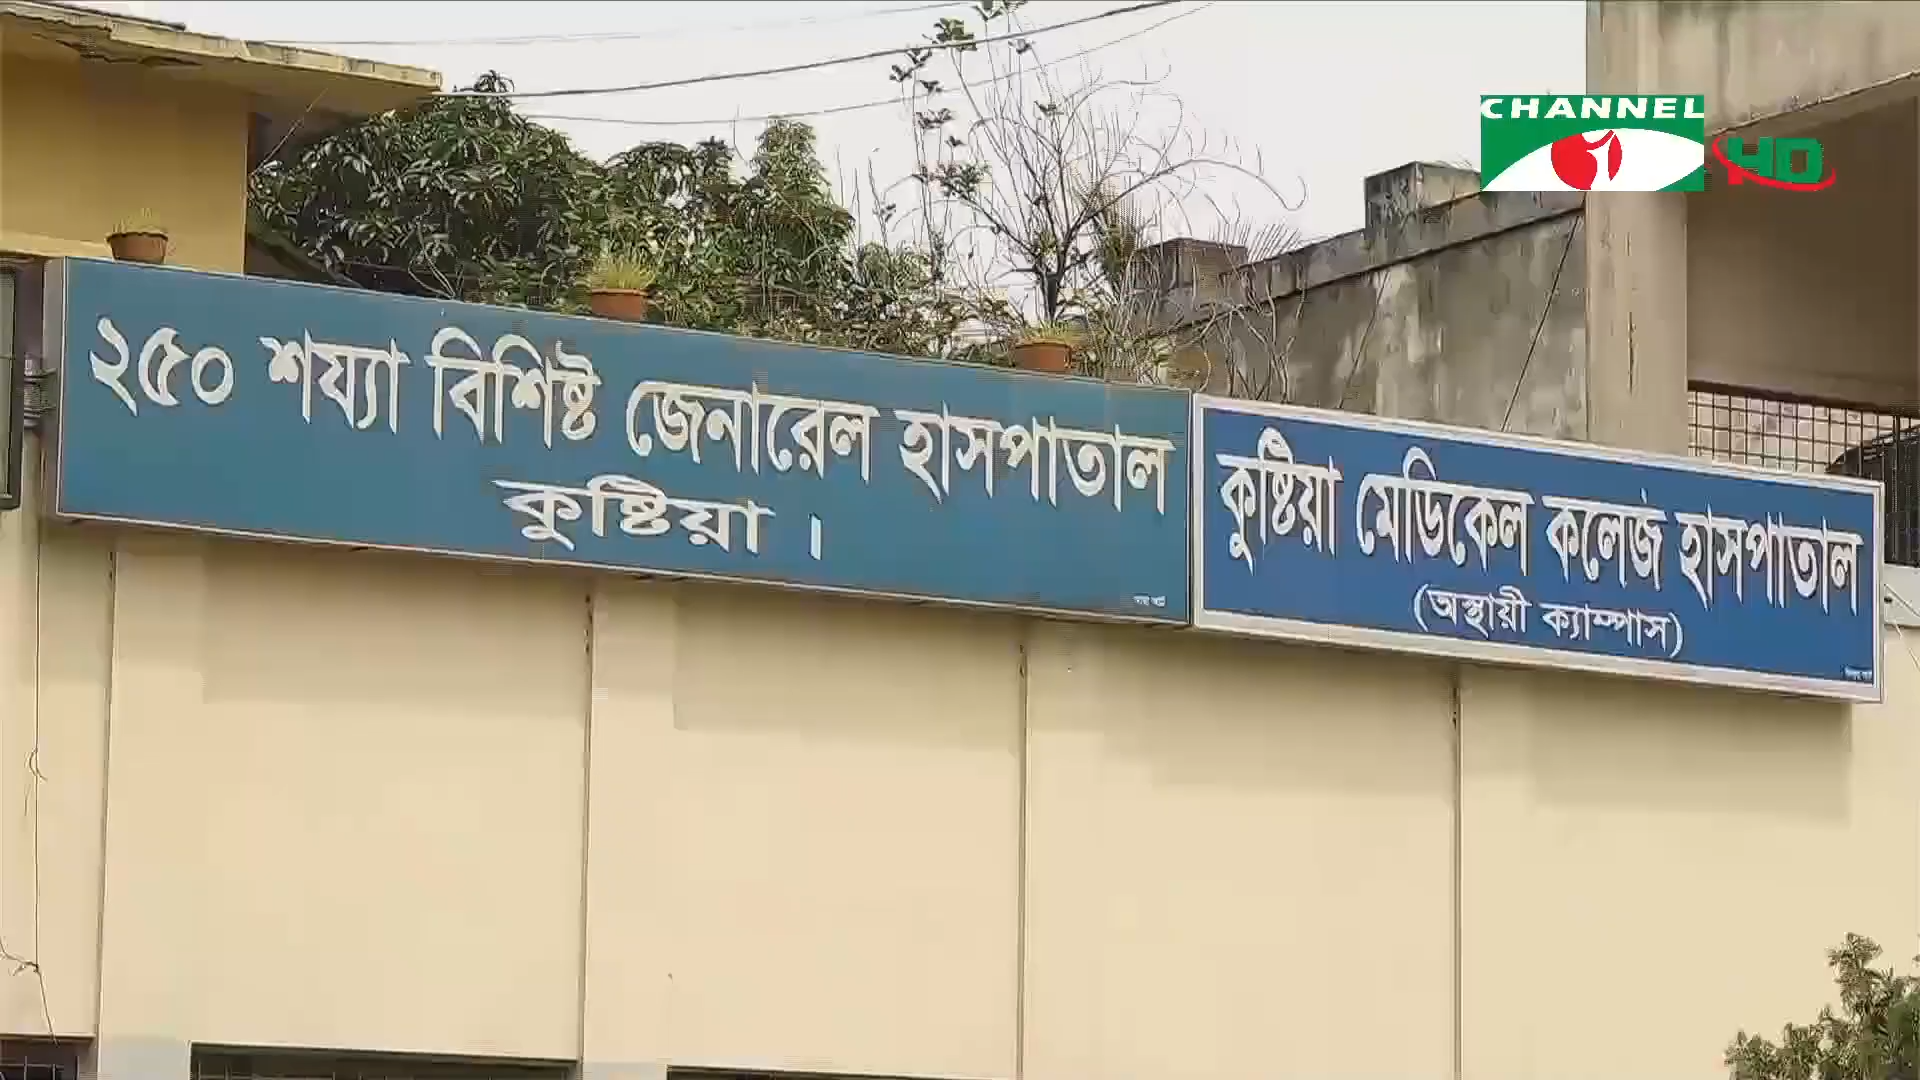 CHANNEL
HD
২৫০ শয্যা বিশিষ্ট জেনারেল হাসপাতাল
কুষ্টিয়া ।
কুষ্টিয়া মেডিকেল কলেজ হাসপাতাল
(অস্থায়ী ক্যাম্পাস)